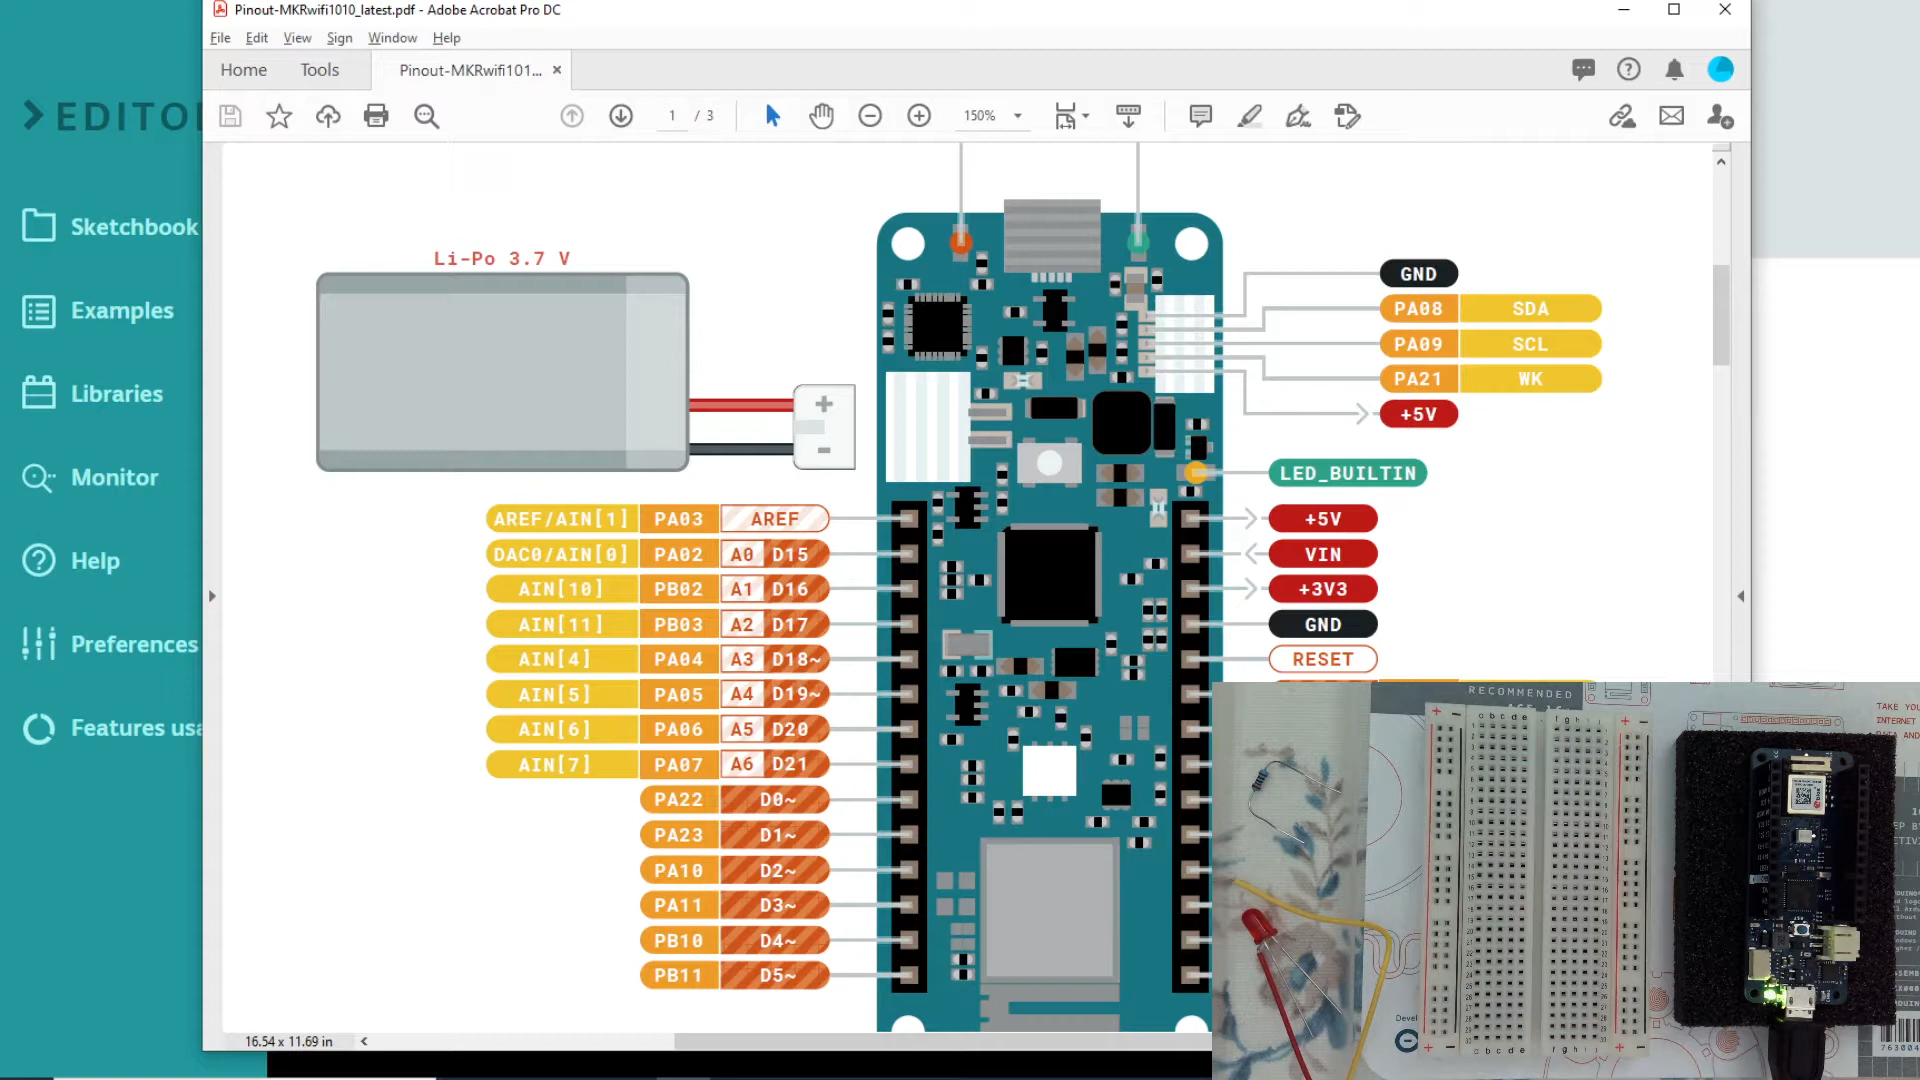 Pinout-MKRwifi1010_latest.pdf - Adobe Acrobat Pro DC
File Edit View Sign Window Help
Home Tools Pinout-MKRwifi101...
1 / 3 150%
EDITO
Sketchbook
Examples
Libraries
Monitor
Help
Preferences
Features usa
Li-Po 3.7 V
+
-
GND
PA08 SDA
PA09 SCL
PA21 WK
+5V
LED_BUILTIN
AREF/AIN[1] PA03 AREF
DAC0/AIN[0] PA02 A0 D15
AIN[10] PB02 A1 D16
AIN[11] PB03 A2 D17
AIN[4] PA04 A3 D18~
AIN[5] PA05 A4 D19~
AIN[6] PA06 A5 D20
AIN[7] PA07 A6 D21
PA22 D0~
PA23 D1~
PA10 D2~
PA11 D3~
PB10 D4~
PB11 D5~
+5V
VIN
+3V3
GND
RESET
16.54 x 11.69 in
RECOMMENDED
TAKE YOU
INTERNET
Devel